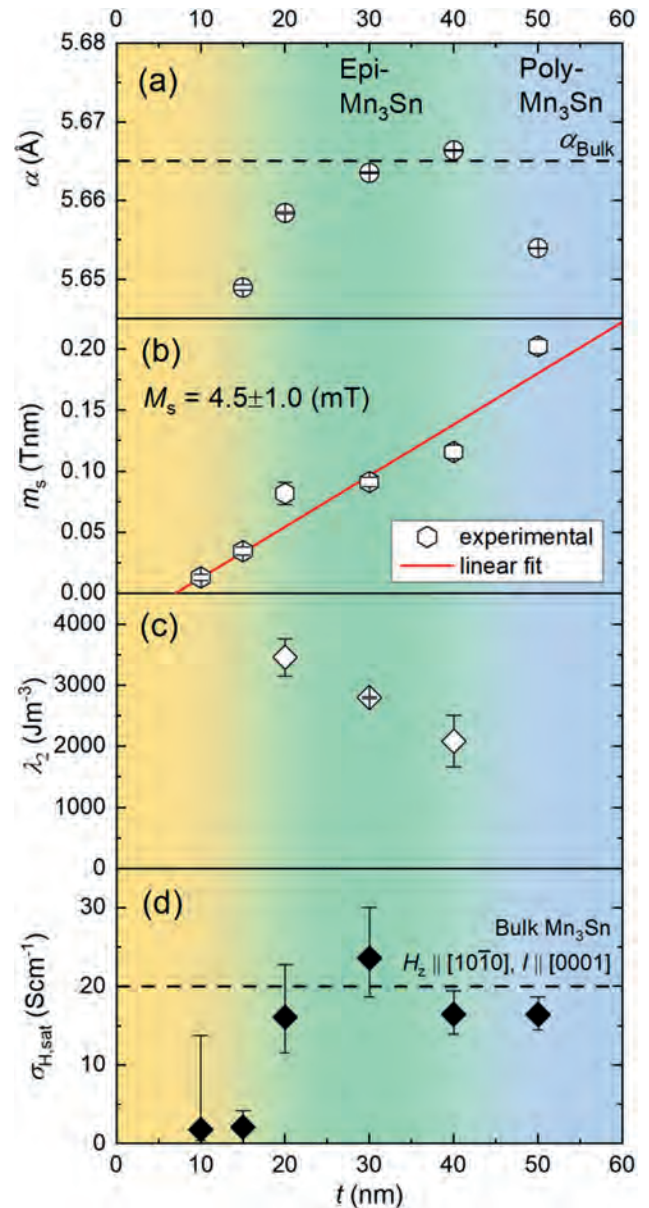 0 10 20 30 40 50 60
5.68
(a)
Epi-
Mn₃Sn
Poly-
Mn₃Sn
5.67
α_Bulk
α (Å)
5.66
5.65
(b)
0.20
Mₛ = 4.5±1.0 (mT)
0.15
mₛ (Tnm)
0.10
0.05
experimental
linear fit
0.00
(c)
4000
3000
λ₂ (Jm⁻³)
2000
1000
0
(d)
30
Bulk Mn₃Sn
H_z || [101̄0], I || [0001]
20
σ_H,sat (Scm⁻¹)
10
0
0 10 20 30 40 50 60
t (nm)